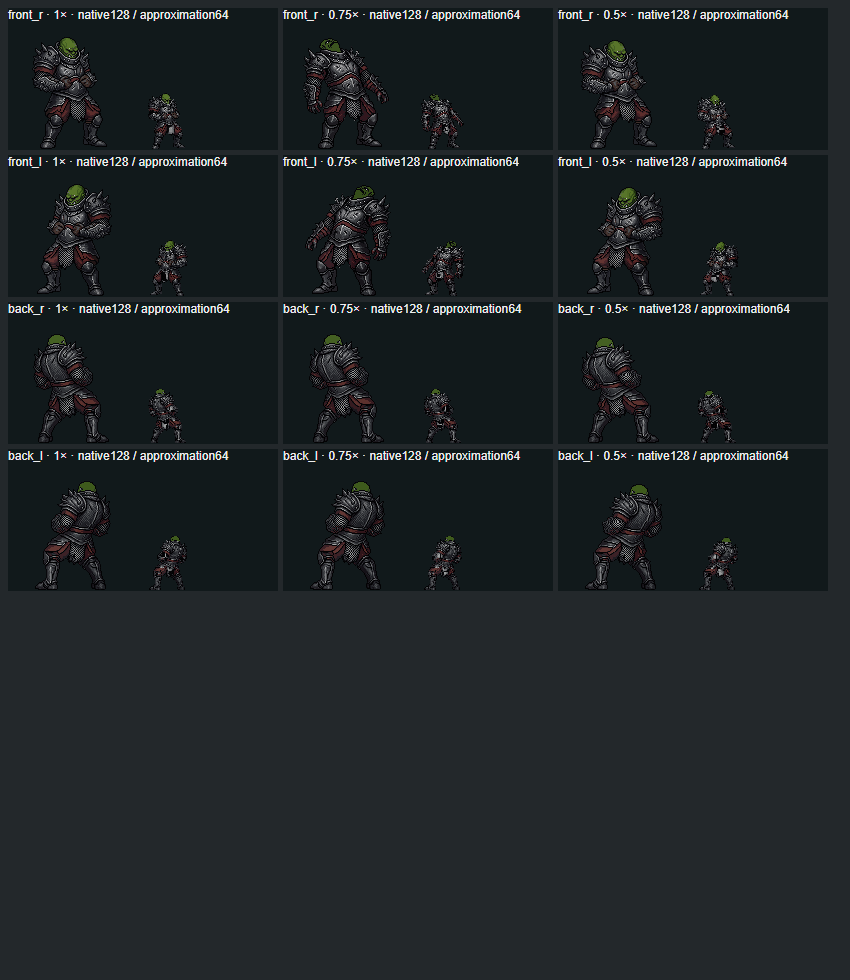 front_r · 1× · native128 / approximation64
front_r · 0.75× · native128 / approximation64
front_r · 0.5× · native128 / approximation64
front_l · 1× · native128 / approximation64
front_l · 0.75× · native128 / approximation64
front_l · 0.5× · native128 / approximation64
back_r · 1× · native128 / approximation64
back_r · 0.75× · native128 / approximation64
back_r · 0.5× · native128 / approximation64
back_l · 1× · native128 / approximation64
back_l · 0.75× · native128 / approximation64
back_l · 0.5× · native128 / approximation64